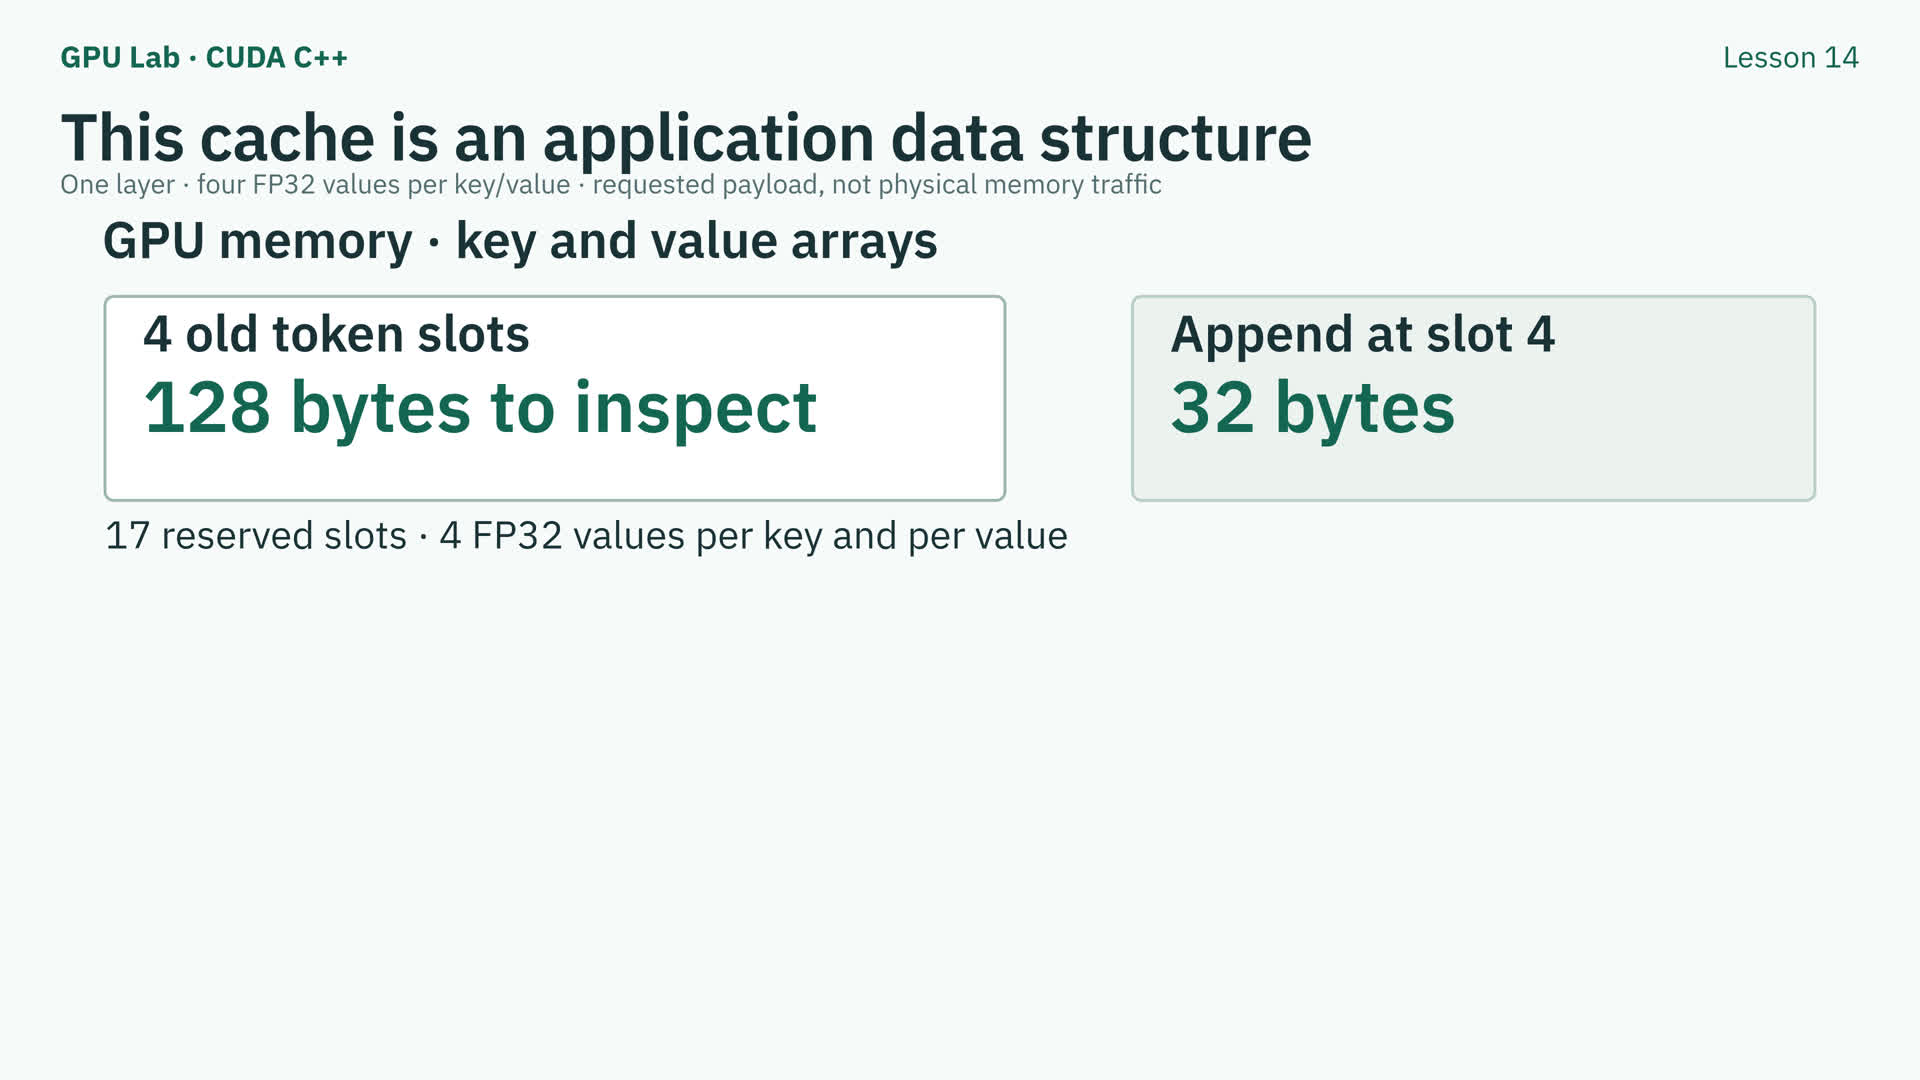 GPU Lab · CUDA C++
Lesson 14
This cache is an application data structure
One layer · four FP32 values per key/value · requested payload, not physical memory traffic
GPU memory · key and value arrays
4 old token slots
128 bytes to inspect
Append at slot 4
32 bytes
17 reserved slots · 4 FP32 values per key and per value